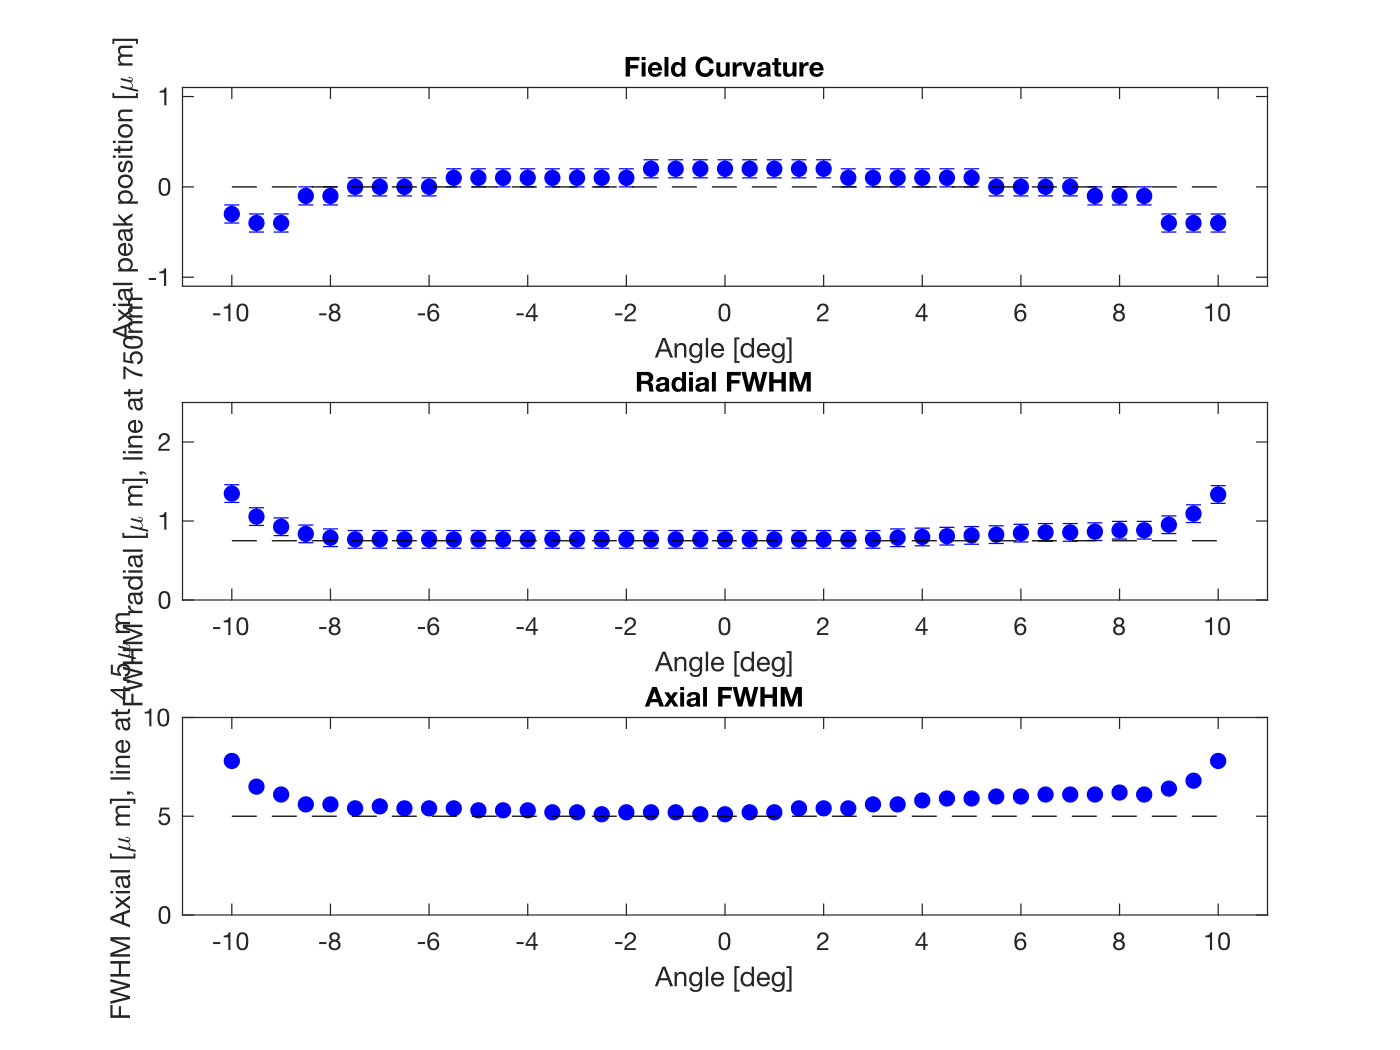 Field Curvature
Axial peak position [μ m]
1
0
-1
-10 -8 -6 -4 -2 0 2 4 6 8 10
Angle [deg]
Radial FWHM
FWHM radial [μ m], line at 750nm
2
1
0
-10 -8 -6 -4 -2 0 2 4 6 8 10
Angle [deg]
Axial FWHM
FWHM Axial [μ m], line at 4.5μ m
10
5
0
-10 -8 -6 -4 -2 0 2 4 6 8 10
Angle [deg]